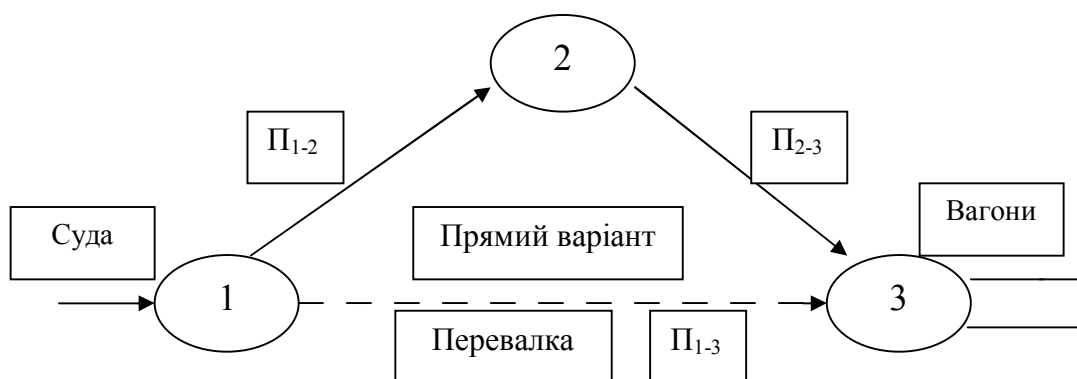 2
П1-2
П2-3
Суда
Прямий варіант
Вагони
1
3
Перевалка
П1-3